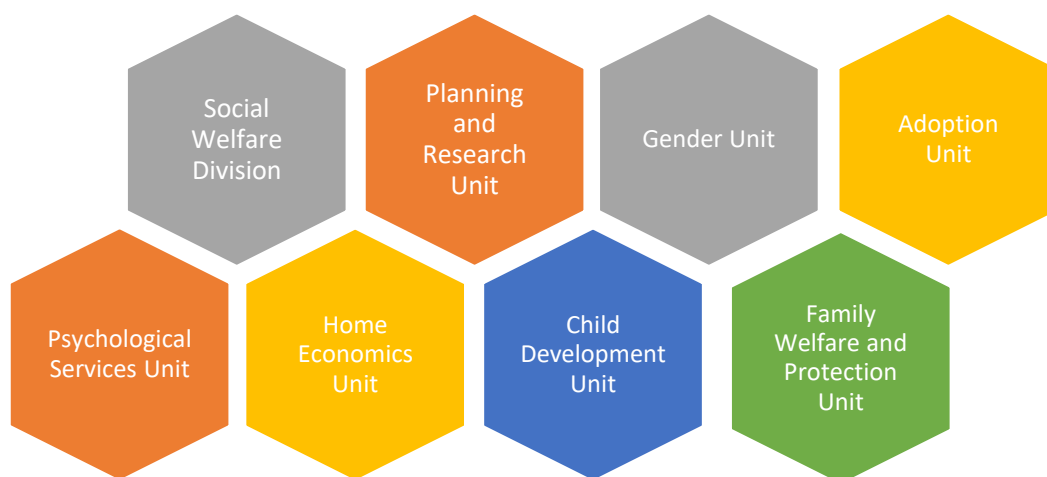 Social
Welfare
Division
Planning
and
Research
Unit
Gender Unit
Adoption
Unit
Psychological
Services Unit
Home
Economics
Unit
Child
Development
Unit
Family
Welfare and
Protection
Unit